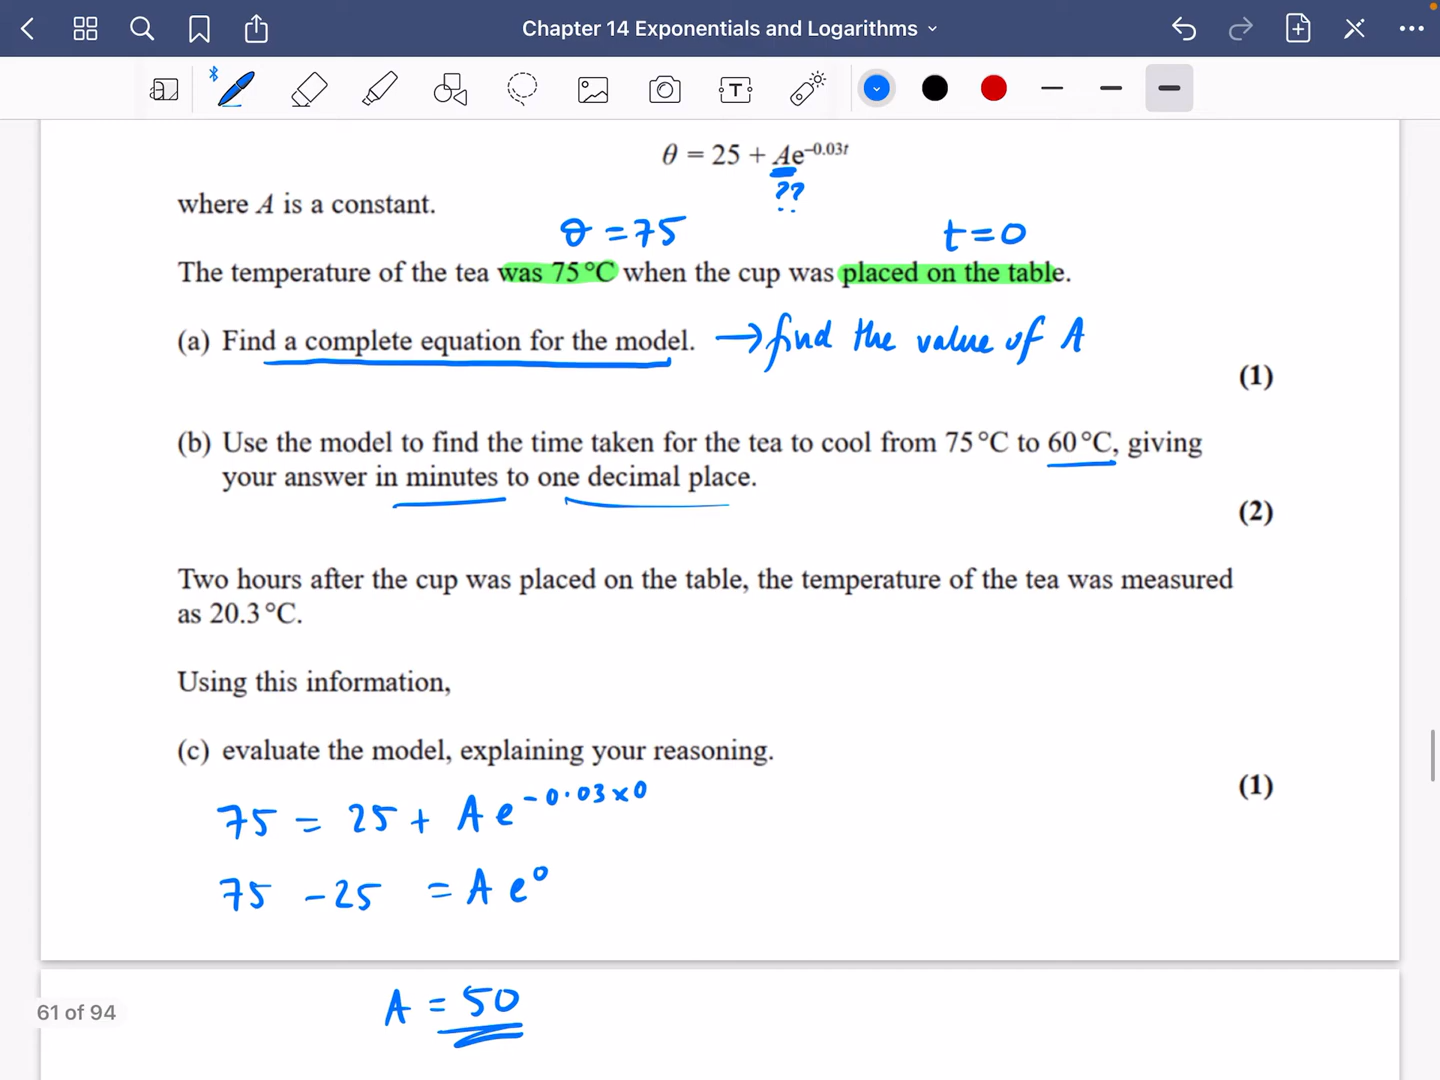 Chapter 14 Exponentials and Logarithms
θ = 25 + Ae^–0.03t
??
where A is a constant.
θ = 75 t = 0
The temperature of the tea was 75 °C when the cup was placed on the table.
(a) Find a complete equation for the model. → find the value of A
(1)
(b) Use the model to find the time taken for the tea to cool from 75 °C to 60 °C, giving
your answer in minutes to one decimal place.
(2)
Two hours after the cup was placed on the table, the temperature of the tea was measured
as 20.3 °C.
Using this information,
(c) evaluate the model, explaining your reasoning.
(1)
75 = 25 + Ae^-0.03×0
75 - 25 = Ae^0
61 of 94
A = 50